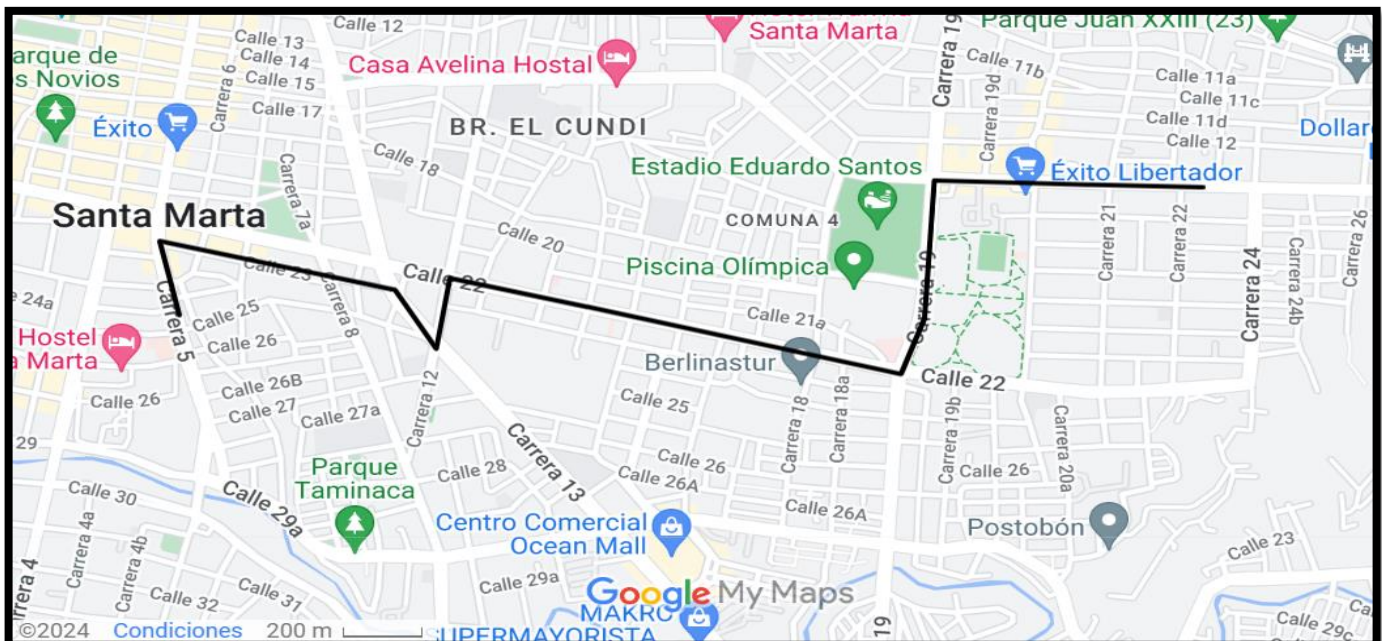 Calle 12
Carrera 19
Santa Marta
Parque Juan XXIII (23)
Calle 13
Calle 14
Calle 15
Calle 17
Carrera 6
Parque de
os Novios
Éxito
Casa Avelina Hostal
BR. EL CUNDI
Calle 18
Carrera 7a
Calle 11b
Carrera 19d
Calle 11a
Calle 11c
Calle 11d
Calle 12
Dollar
Éxito Libertador
Estadio Eduardo Santos
COMUNA 4
Santa Marta
Calle 20
Piscina Olímpica
Calle 22
Calle 23
Carrera 8
Carrera 19
Carrera 21
Carrera 22
Carrera 24
Carrera 24b
Carrera 26
24a
Carrera 5
Calle 25
Calle 26
Hostel
a Marta
Calle 21a
Berlinastur
Calle 22
Calle 26
Calle 26B
Calle 27
Calle 27a
Carrera 12
Calle 25
Carrera 18
Carrera 18a
Carrera 19b
Carrera 20a
29
Calle 28
Carrera 13
Calle 26
Calle 26A
Calle 26
Calle 26A
Parque
Taminaca
Calle 30
Calle 29a
Carrera 4a
Carrera 4b
Carrera 4
Centro Comercial
Ocean Mall
Postobón
Calle 23
Calle 32
Calle 31
Calle 29a
Google My Maps
MAKRO
SUPERMAYORISTA
19
Calle 29c
©2024 Condiciones 200 m